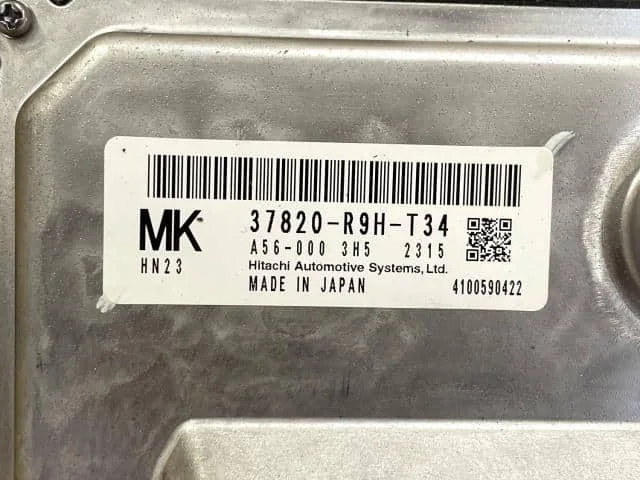 MK 37820-R9H-T34
A56-000 3H5 2315
HN23 Hitachi Automotive Systems, Ltd.
MADE IN JAPAN 4100590422